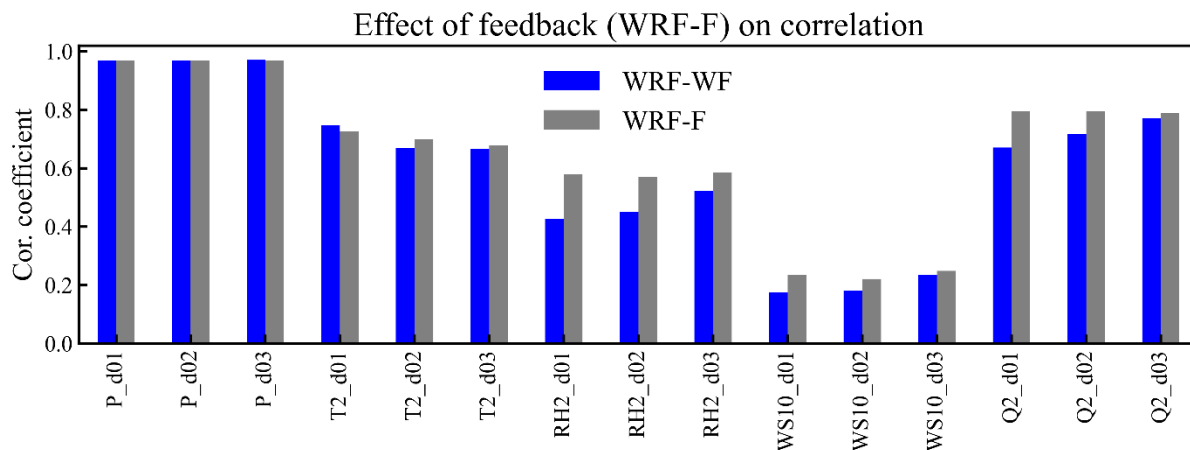 Effect of feedback (WRF-F) on correlation
Cor. coefficient
1.0
0.8
0.6
0.4
0.2
0.0
WRF-WF
WRF-F
P_d01
P_d02
P_d03
T2_d01
T2_d02
T2_d03
RH2_d01
RH2_d02
RH2_d03
WS10_d01
WS10_d02
WS10_d03
Q2_d01
Q2_d02
Q2_d03